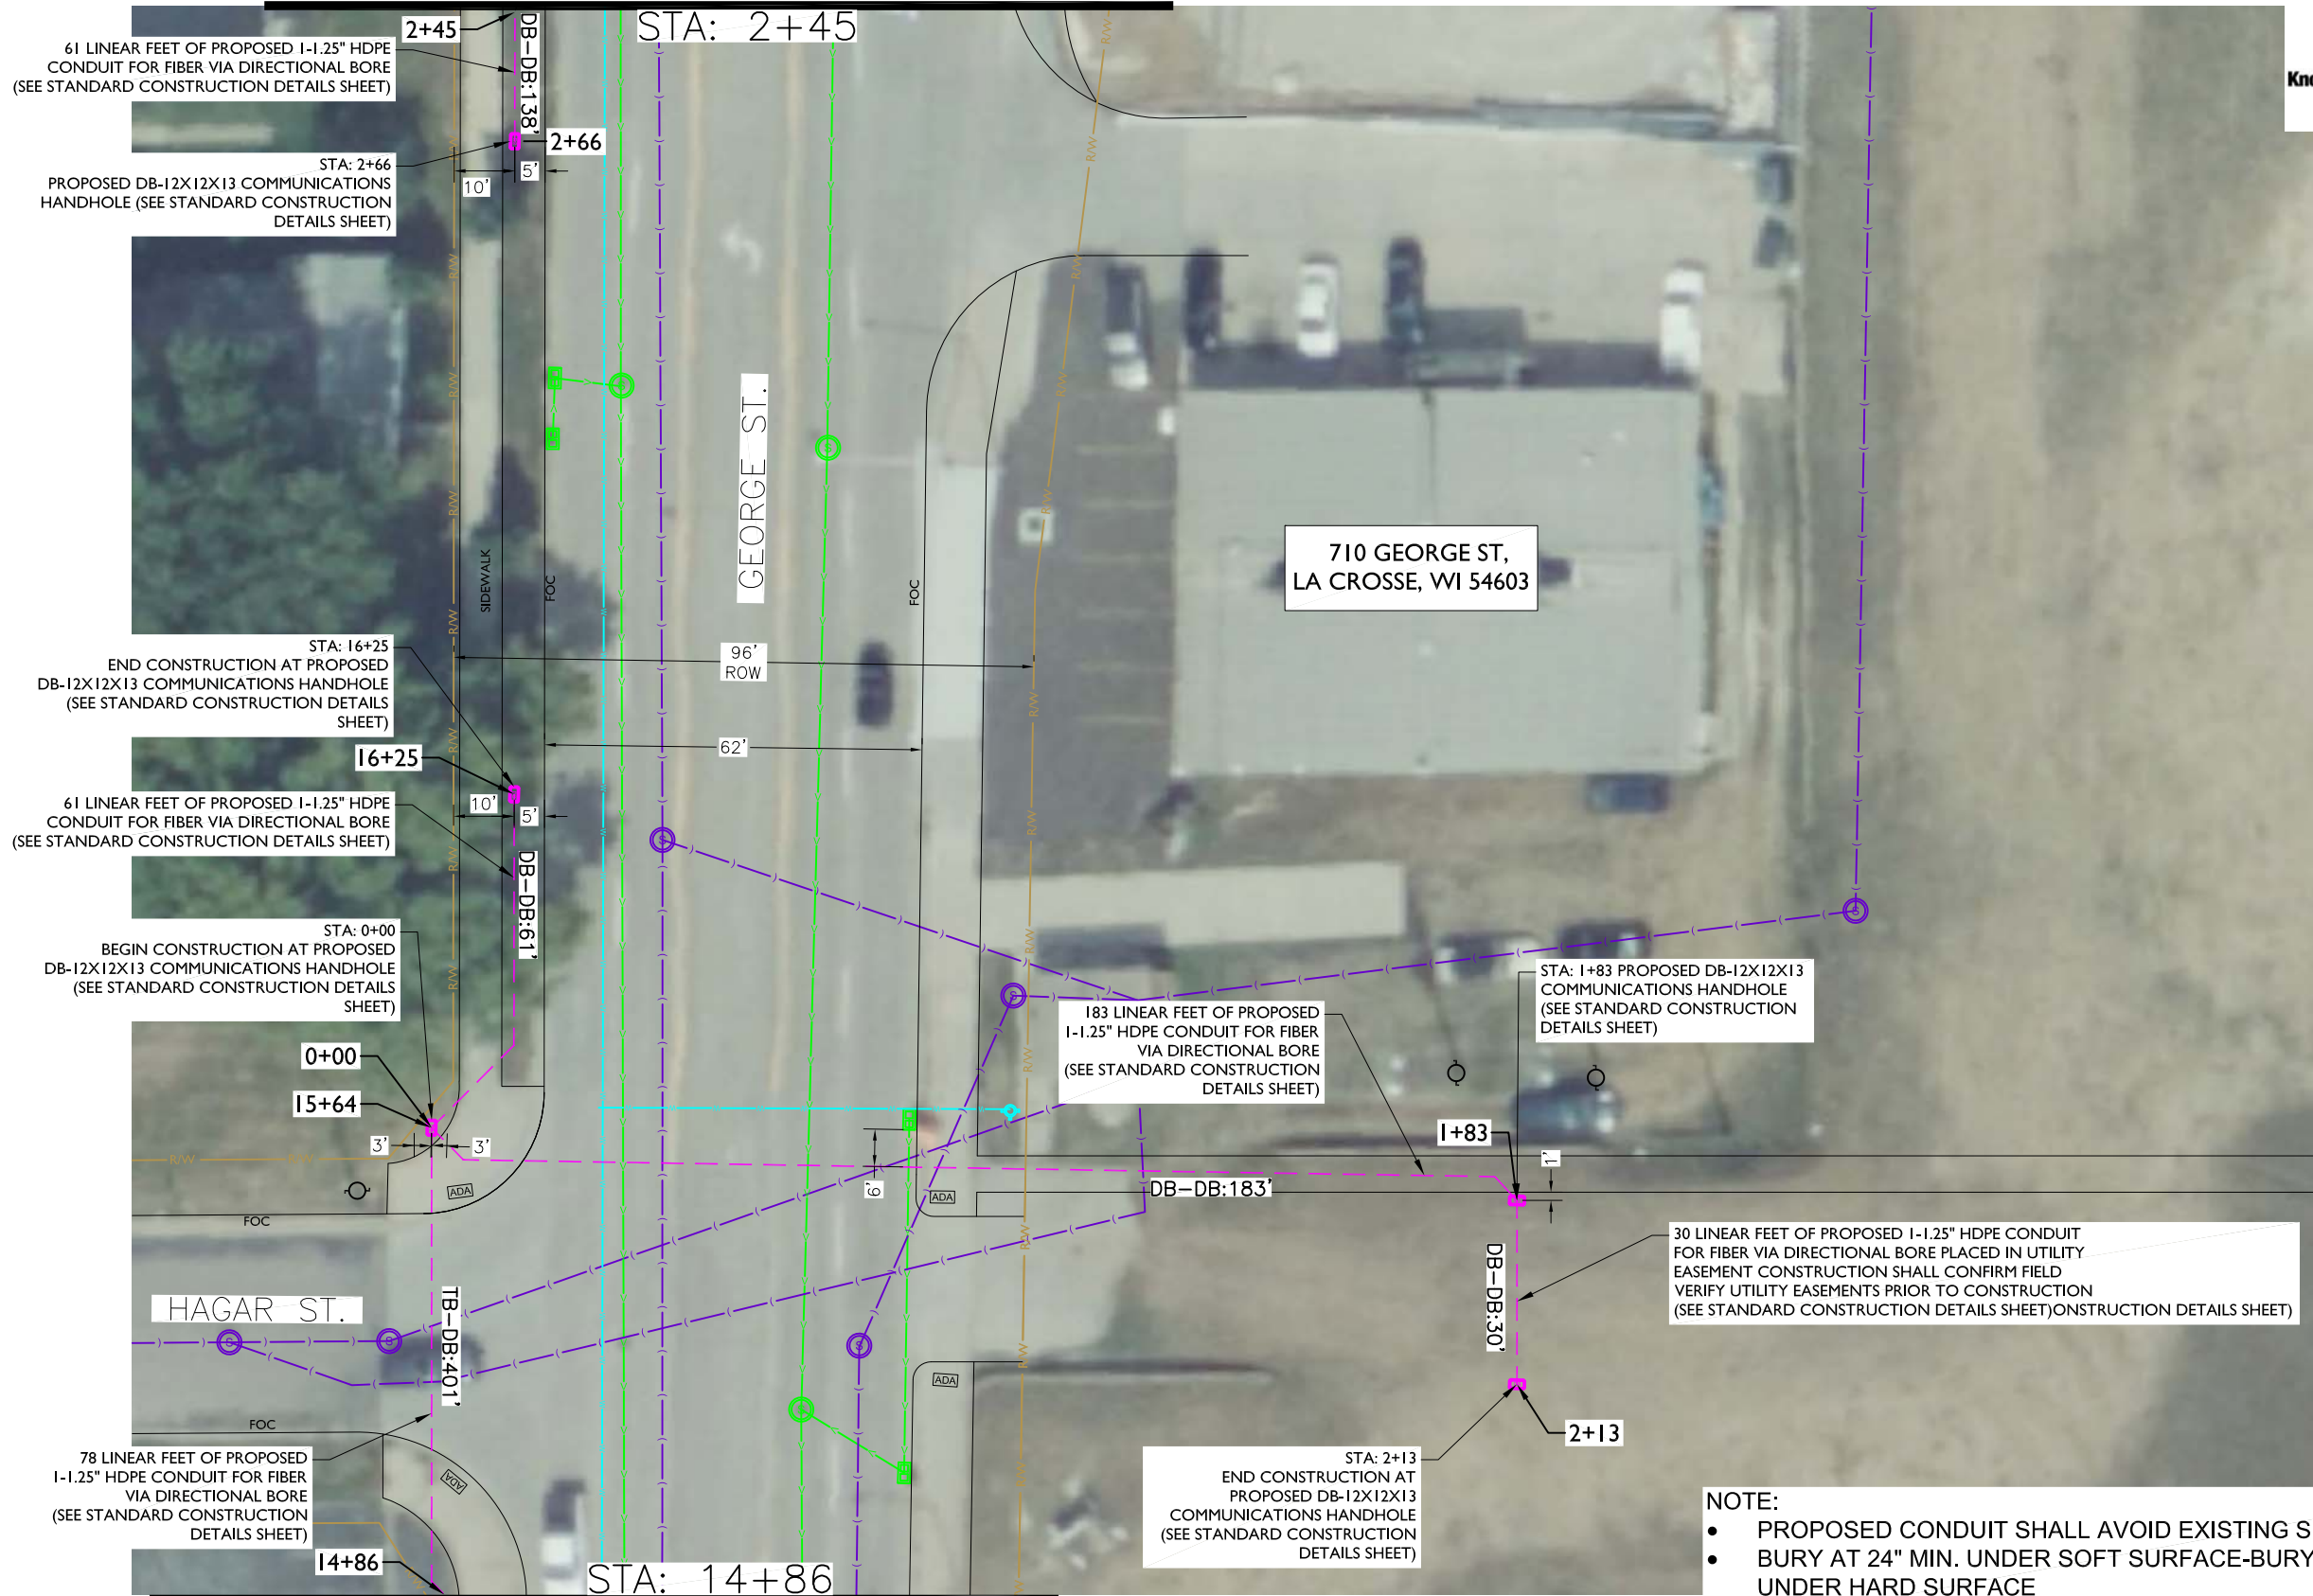 STA: 2+45
2+45
61 LINEAR FEET OF PROPOSED 1-1.25" HDPE
CONDUIT FOR FIBER VIA DIRECTIONAL BORE
(SEE STANDARD CONSTRUCTION DETAILS SHEET)
DB-DB:138'
2+66
STA: 2+66
PROPOSED DB-12X12X13 COMMUNICATIONS
HANDHOLE (SEE STANDARD CONSTRUCTION
DETAILS SHEET)
10'
5'
R/W
GEORGE ST.
710 GEORGE ST,
LA CROSSE, WI 54603
SIDEWALK
FOC
FOC
96'
ROW
62'
STA: 16+25
END CONSTRUCTION AT PROPOSED
DB-12X12X13 COMMUNICATIONS HANDHOLE
(SEE STANDARD CONSTRUCTION DETAILS
SHEET)
16+25
10'
5'
61 LINEAR FEET OF PROPOSED 1-1.25" HDPE
CONDUIT FOR FIBER VIA DIRECTIONAL BORE
(SEE STANDARD CONSTRUCTION DETAILS SHEET)
DB-DB:61'
STA: 0+00
BEGIN CONSTRUCTION AT PROPOSED
DB-12X12X13 COMMUNICATIONS HANDHOLE
(SEE STANDARD CONSTRUCTION DETAILS
SHEET)
0+00
15+64
3'
3'
183 LINEAR FEET OF PROPOSED
1-1.25" HDPE CONDUIT FOR FIBER
VIA DIRECTIONAL BORE
(SEE STANDARD CONSTRUCTION
DETAILS SHEET)
STA: 1+83 PROPOSED DB-12X12X13
COMMUNICATIONS HANDHOLE
(SEE STANDARD CONSTRUCTION
DETAILS SHEET)
1+83
1'
6'
DB-DB:183'
ADA
ADA
FOC
30 LINEAR FEET OF PROPOSED 1-1.25" HDPE CONDUIT
FOR FIBER VIA DIRECTIONAL BORE PLACED IN UTILITY
EASEMENT CONSTRUCTION SHALL CONFIRM FIELD
VERIFY UTILITY EASEMENTS PRIOR TO CONSTRUCTION
(SEE STANDARD CONSTRUCTION DETAILS SHEET)ONSTRUCTION DETAILS SHEET)
DB-DB:30'
HAGAR ST.
TB-DB:401'
ADA
FOC
ADA
78 LINEAR FEET OF PROPOSED
1-1.25" HDPE CONDUIT FOR FIBER
VIA DIRECTIONAL BORE
(SEE STANDARD CONSTRUCTION
DETAILS SHEET)
14+86
STA: 14+86
2+13
STA: 2+13
END CONSTRUCTION AT
PROPOSED DB-12X12X13
COMMUNICATIONS HANDHOLE
(SEE STANDARD CONSTRUCTION
DETAILS SHEET)
NOTE:
• PROPOSED CONDUIT SHALL AVOID EXISTING S
• BURY AT 24" MIN. UNDER SOFT SURFACE-BURY
UNDER HARD SURFACE